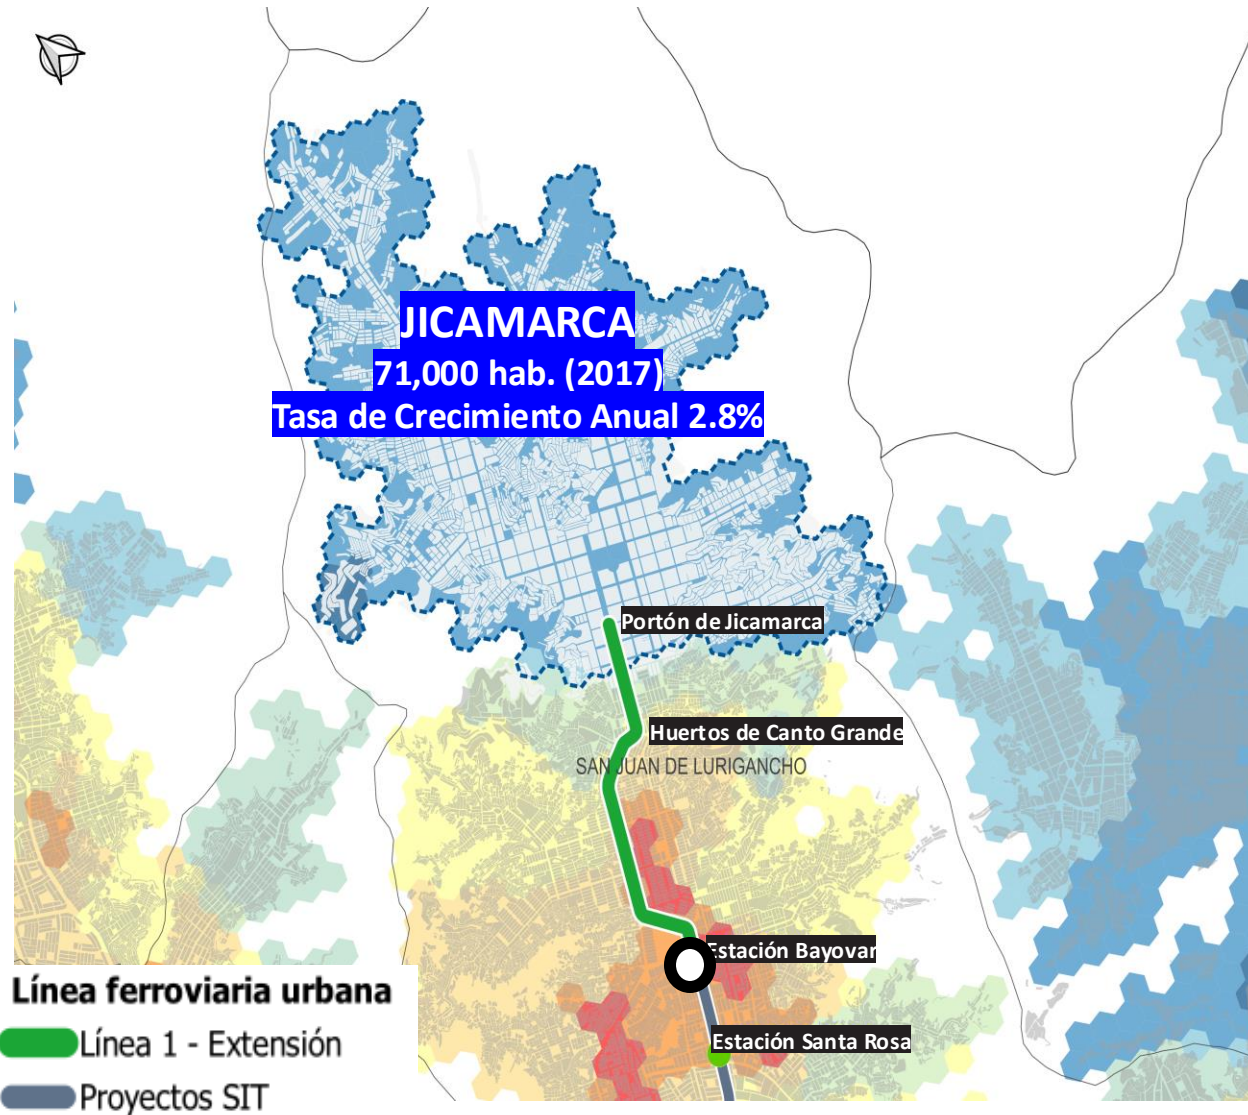 JICAMARCA
71,000 hab. (2017)
Tasa de Crecimiento Anual 2.8%
Portón de Jicamarca
Huertos de Canto Grande
SAN JUAN DE LURIGANCHO
Estación Bayovar
Estación Santa Rosa
Línea ferroviaria urbana
Línea 1 - Extensión
Proyectos SIT